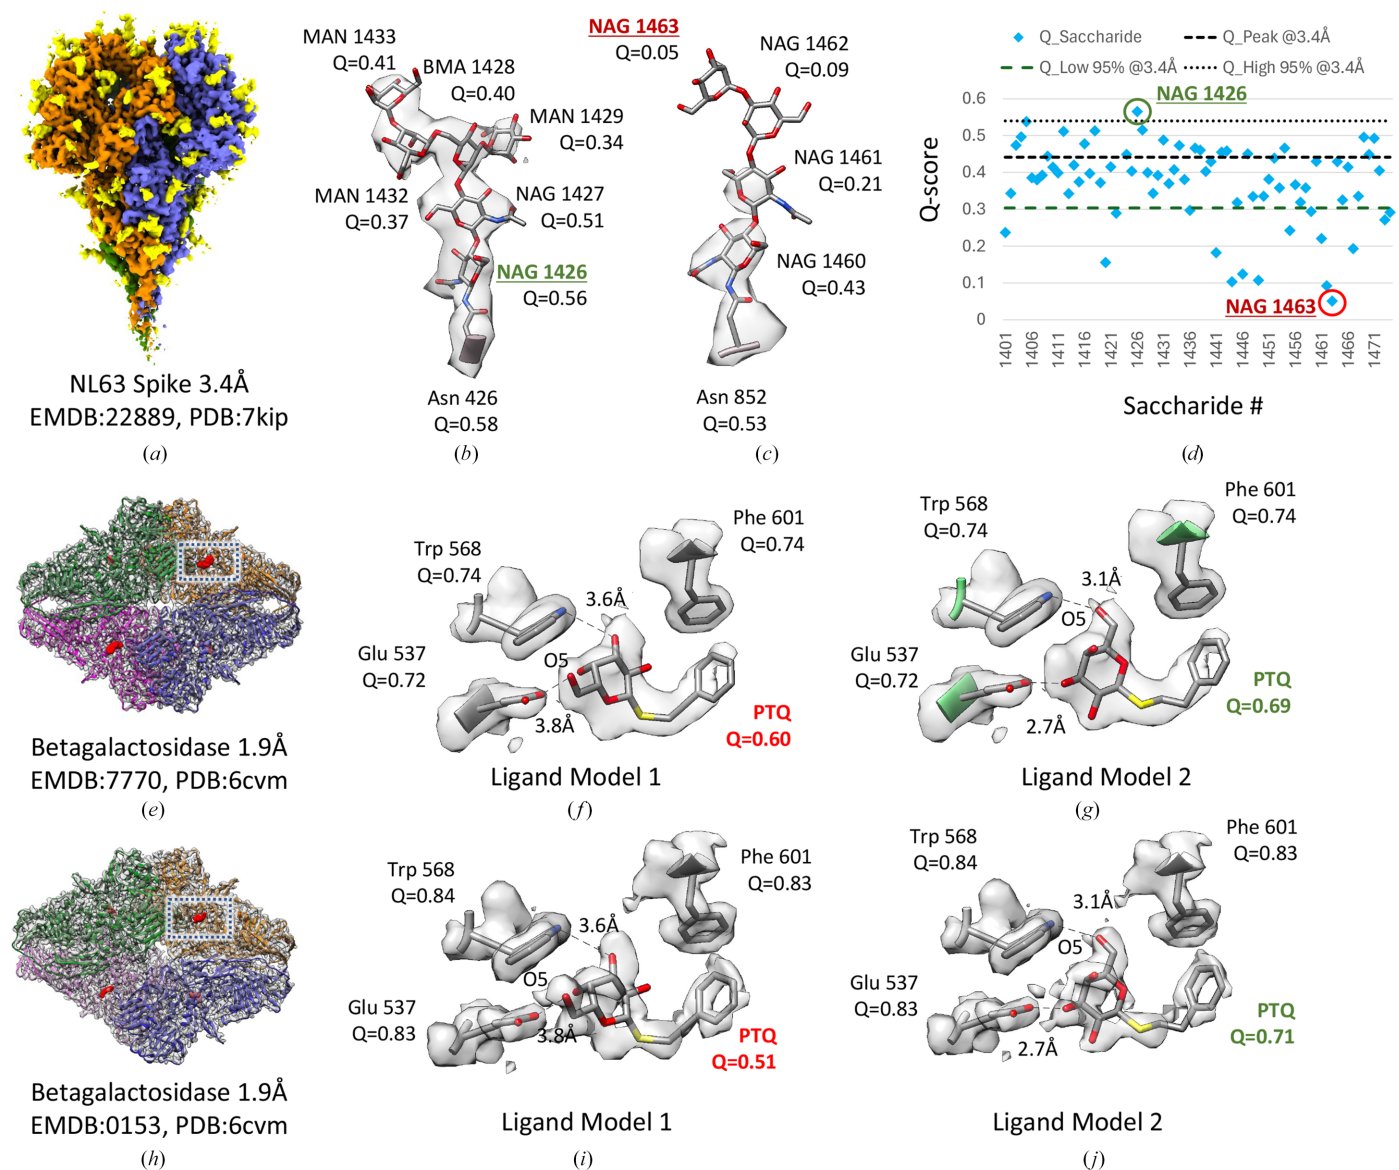 NL63 Spike 3.4Å
EMDB:22889, PDB:7kip
(a)
MAN 1433
Q=0.41
BMA 1428
Q=0.40
MAN 1429
Q=0.34
MAN 1432
Q=0.37
NAG 1427
Q=0.51
NAG 1426
Q=0.56
Asn 426
Q=0.58
(b)
NAG 1463
Q=0.05
NAG 1462
Q=0.09
NAG 1461
Q=0.21
NAG 1460
Q=0.43
Asn 852
Q=0.53
(c)
Q_Saccharide
Q_Peak @3.4Å
Q_Low 95% @3.4Å
Q_High 95% @3.4Å
NAG 1426
NAG 1463
Q-score
0.6
0.5
0.4
0.3
0.2
0.1
0
1401
1406
1411
1416
1421
1426
1431
1436
1441
1446
1451
1456
1461
1466
1471
Saccharide #
(d)
Betagalactosidase 1.9Å
EMDB:7770, PDB:6cvm
(e)
Trp 568
Q=0.74
Phe 601
Q=0.74
3.6Å
Glu 537
Q=0.72
O5
3.8Å
PTQ
Q=0.60
Ligand Model 1
(f)
Trp 568
Q=0.74
Phe 601
Q=0.74
3.1Å
O5
Glu 537
Q=0.72
2.7Å
PTQ
Q=0.69
Ligand Model 2
(g)
Betagalactosidase 1.9Å
EMDB:0153, PDB:6cvm
(h)
Trp 568
Q=0.84
Phe 601
Q=0.83
3.6Å
O5
Glu 537
Q=0.83
3.8Å
PTQ
Q=0.51
Ligand Model 1
(i)
Trp 568
Q=0.84
Phe 601
Q=0.83
3.1Å
O5
Glu 537
Q=0.83
2.7Å
PTQ
Q=0.71
Ligand Model 2
(j)